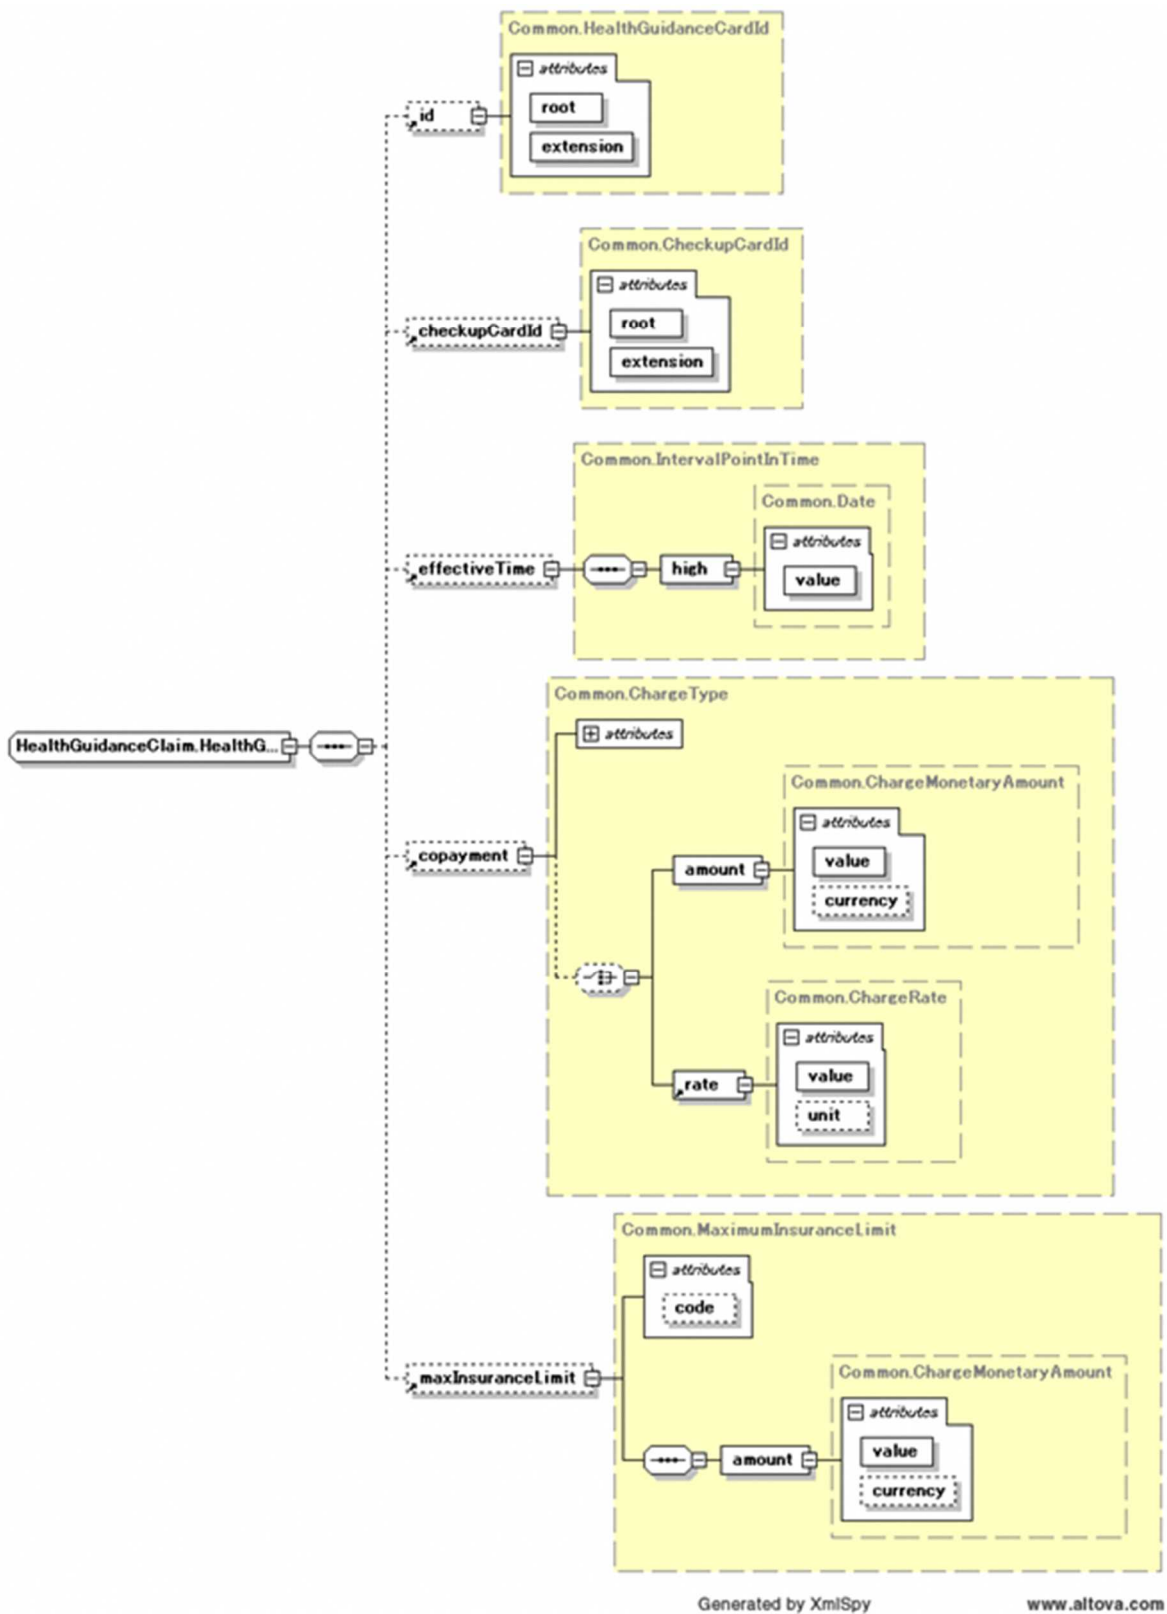 Common.HealthGuidanceCardId
attributes
id
root
extension
Common.CheckupCardId
attributes
checkupCardId
root
extension
Common.IntervalPointInTime
Common.Date
attributes
effectiveTime
high
value
Common.ChargeType
attributes
HealthGuidanceClaim.HealthG...
Common.ChargeMonetaryAmount
attributes
copayment
amount
value
currency
Common.ChargeRate
attributes
rate
value
unit
Common.MaximumInsuranceLimit
attributes
code
maxInsuranceLimit
Common.ChargeMonetaryAmount
attributes
amount
value
currency
Generated by XmlSpy www.altova.com